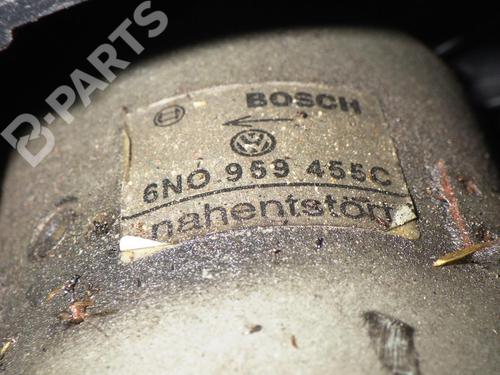 B-PARTS
BOSCH
6N0 959 455C
nahentstört